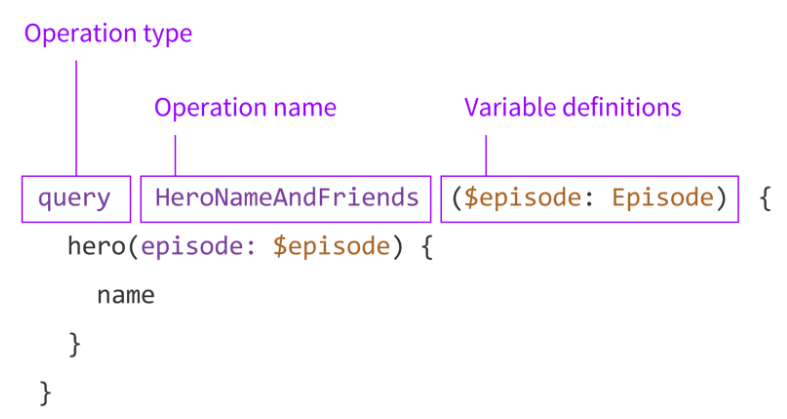 Operation type
Operation name Variable definitions
query HeroNameAndFriends ($episode: Episode) {
hero(episode: $episode) {
name
}
}